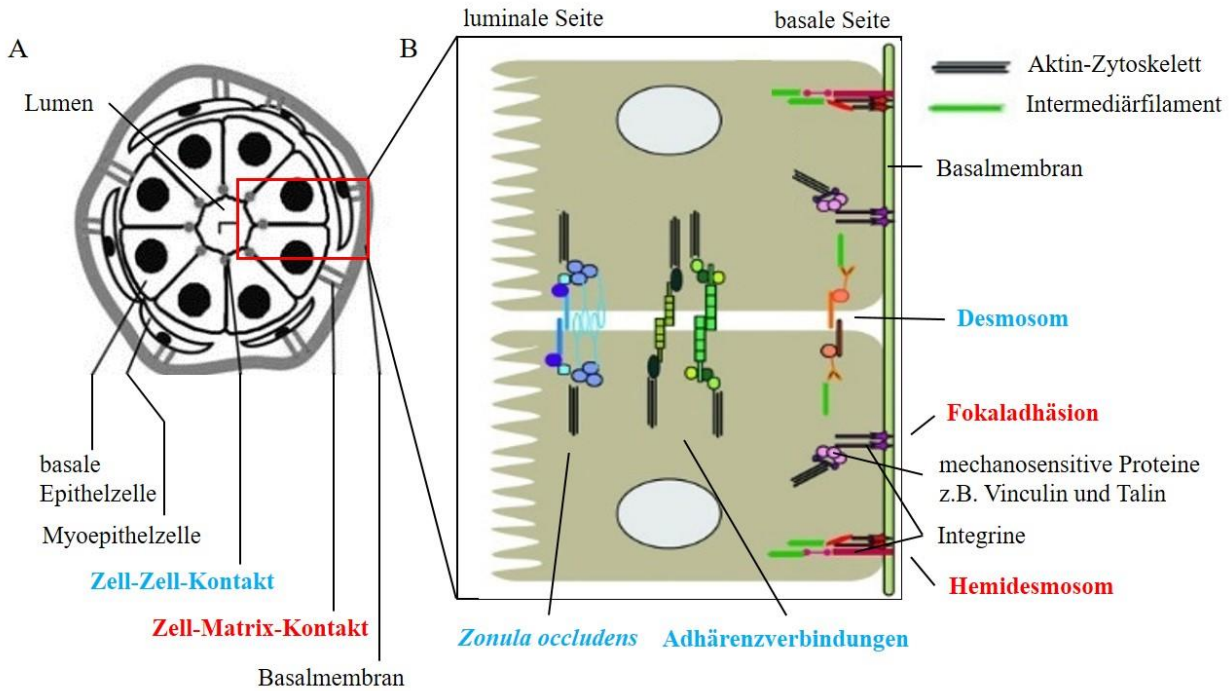 A
B
luminale Seite
basale Seite
Lumen
Aktin-Zytoskelett
Intermediärfilament
Basalmembran
Desmosom
Fokaladhäsion
mechanosensitive Proteine
z.B. Vinculin und Talin
Integrine
Hemidesmosom
basale
Epithelzelle
Myoepithelzelle
Zell-Zell-Kontakt
Zell-Matrix-Kontakt
Basalmembran
Zonula occludens
Adhärenzverbindungen